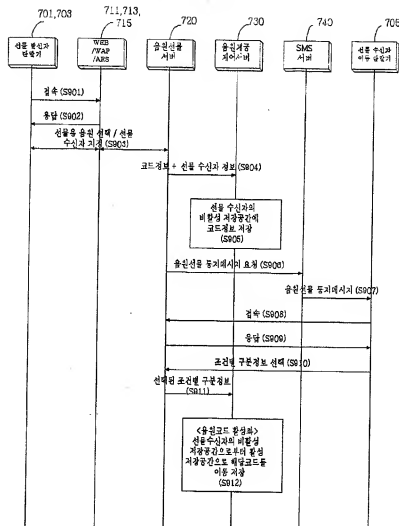 701,703
711,713,
715
720
730
740
705
선물 발신자
단말기
WEB
/WAP
/ARS
음원선물
서버
음원제공
제어서버
SMS
서버
선물 수신자
이동 단말기
접속 (S901)
응답 (S902)
선물용 음원 선택 / 선물
수신자 지정 (S903)
코드정보 + 선물 수신자 정보 (S904)
선물 수신자의
비활성 저장공간에
코드정보 저장
(S905)
음원선물 통지메시지 요청 (S906)
음원선물 통지메시지 (S907)
접속 (S908)
응답 (S909)
조건별 구분정보 선택 (S910)
선택된 조건별 구분정보
(S911)
<음원코드 활성화>
선물수신자의 비활성
저장공간으로부터 활성
저장공간으로 해당코드를
이동 저장
(S912)